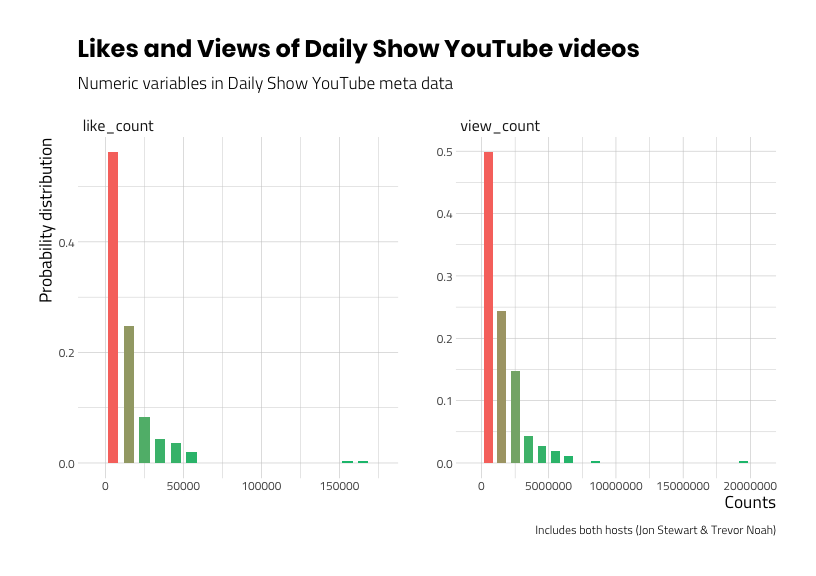 Likes and Views of Daily Show YouTube videos
Numeric variables in Daily Show YouTube meta data
like_count
view_count
Probability distribution
0.4
0.2
0.0
0 50000 100000 150000
0.5
0.4
0.3
0.2
0.1
0.0
0 5000000 10000000 15000000 20000000
Counts
Includes both hosts (Jon Stewart & Trevor Noah)